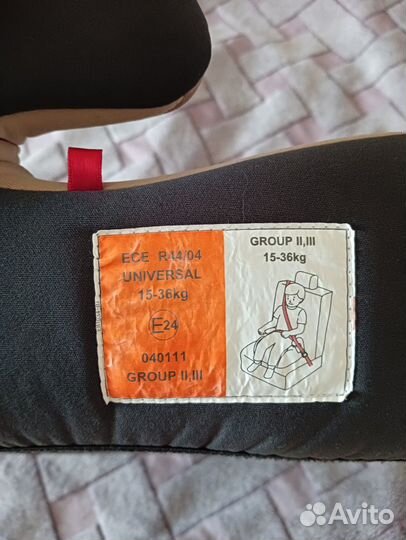 ECE R44/04
UNIVERSAL
15-36kg
E24
040111
GROUP II,III
GROUP II,III
15-36kg
Avito